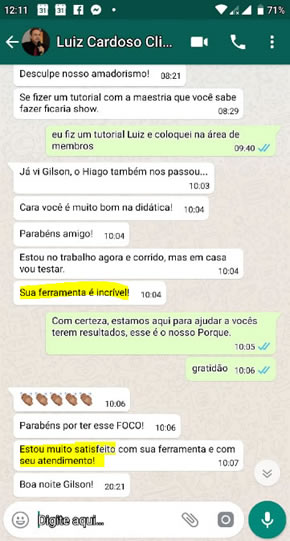 12:11
71%
Luiz Cardoso Cli...
Desculpe nosso amadorismo!
08:21
Se fizer um tutorial com a maestria que você sabe
fazer ficaria show.
08:29
eu fiz um tutorial Luiz e coloquei na área de
membros
09:40
Já vi Gilson, o Hiago também nos passou...
10:03
Cara você é muito bom na didática!
10:04
Parabéns amigo!
10:04
Estou no trabalho agora e corrido, mas em casa
vou testar.
10:04
Sua ferramenta é incrível!
10:04
Com certeza, estamos aqui para ajudar a vocês
terem resultados, esse é o nosso Porque.
10:05
gratidão
10:06
10:06
Parabéns por ter esse FOCO!
10:06
Estou muito satisfeito com sua ferramenta e com
seu atendimento!
10:07
Boa noite Gilson!
20:21
Digite aqui...